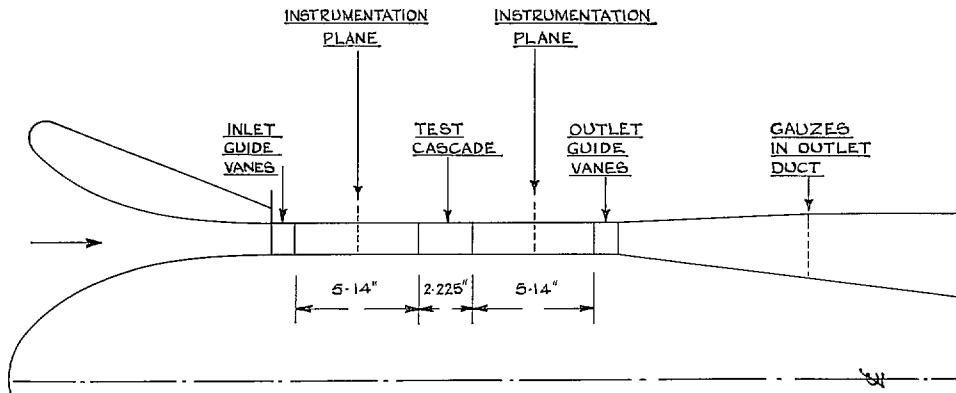 INSTRUMENTATION
PLANE
INSTRUMENTATION
PLANE
INLET
GUIDE
VANES
TEST
CASCADE
OUTLET
GUIDE
VANES
GAUZES
IN OUTLET
DUCT
5·14"
2·225"
5·14"